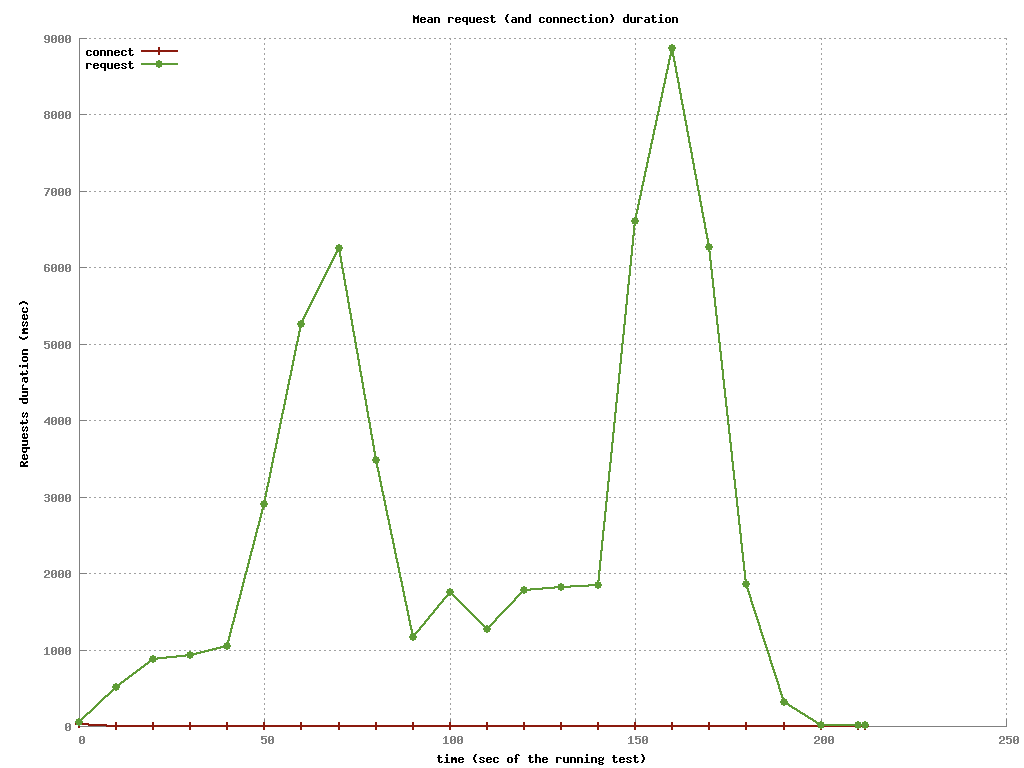 Mean request (and connection) duration
9000
8000
7000
6000
5000
4000
3000
2000
1000
0
connect
request
Requests duration (msec)
0 50 100 150 200 250
time (sec of the running test)